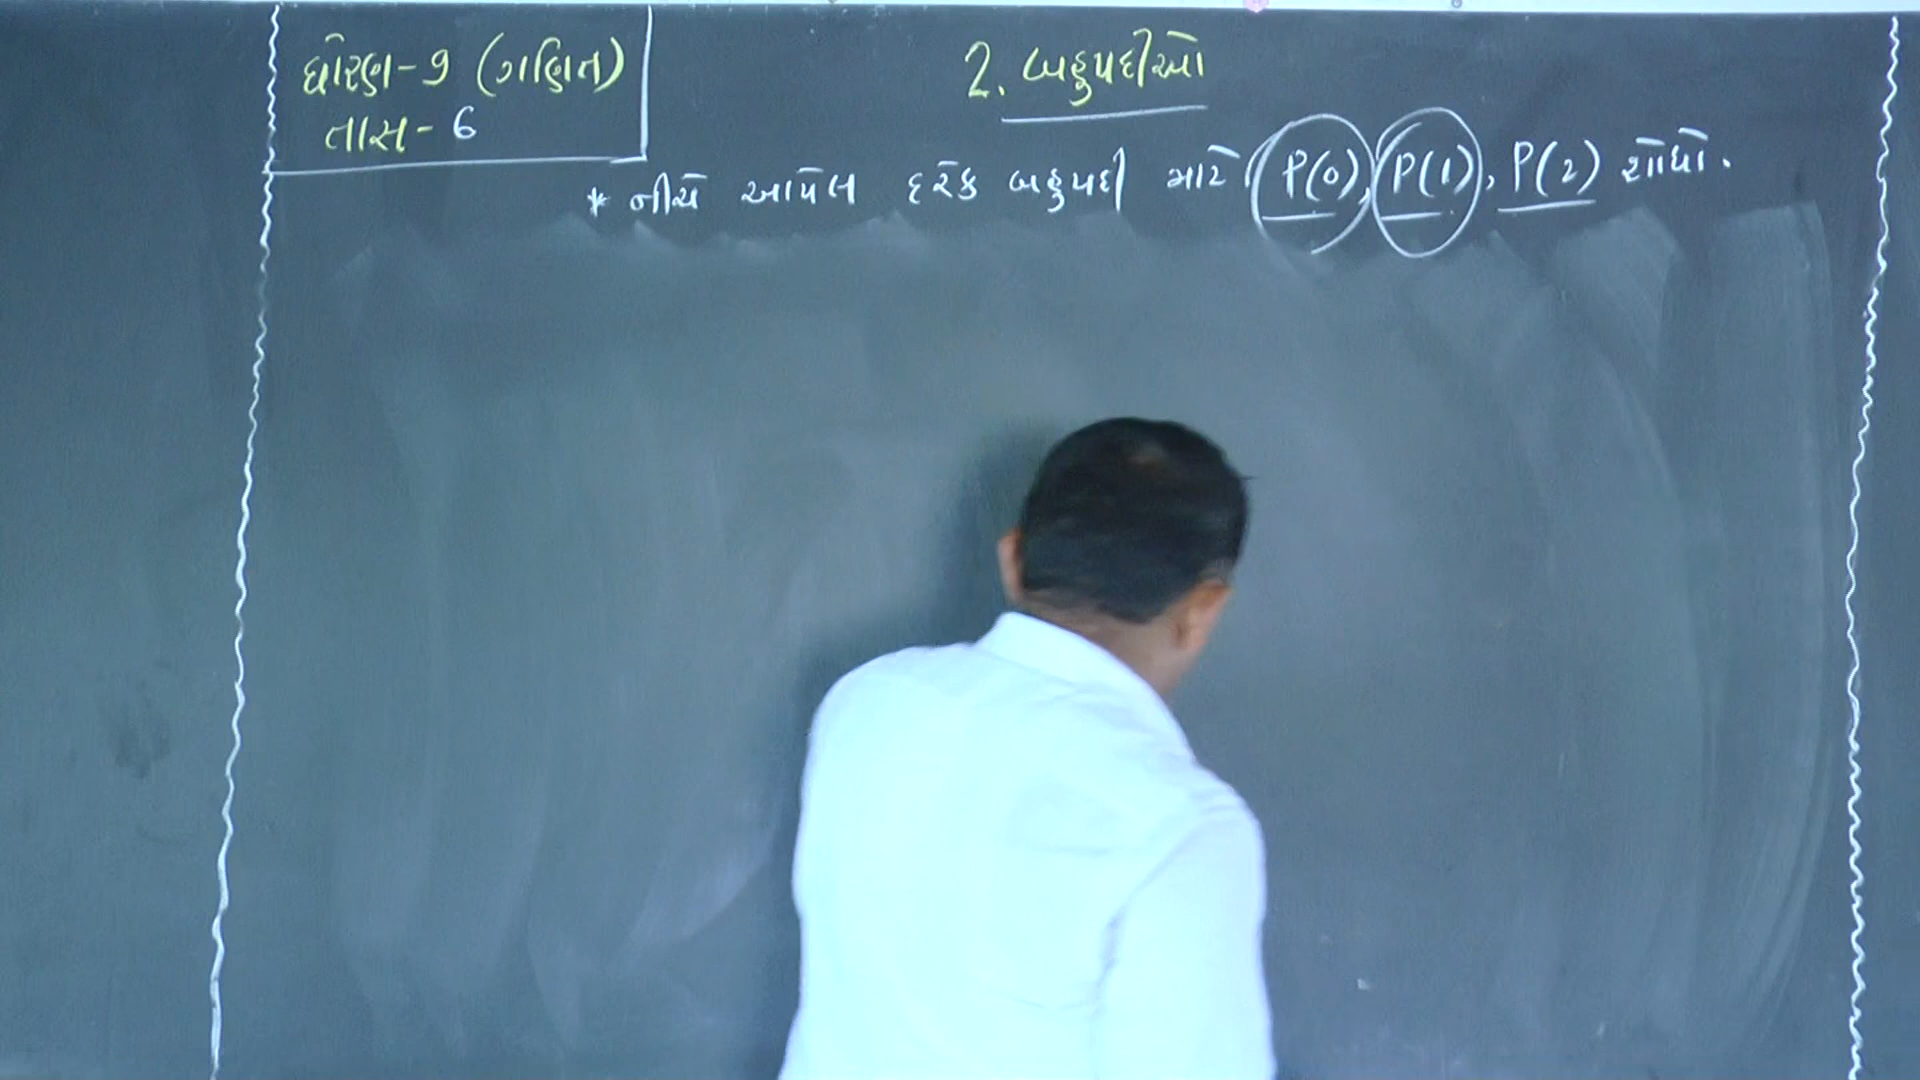 ધોરણ-9 (ગણિત)
તાસ-6
2. બહુપદીઓ
* નીચે આપેલ દરેક બહુપદી માટે P(0), P(1), P(2) શોધો.